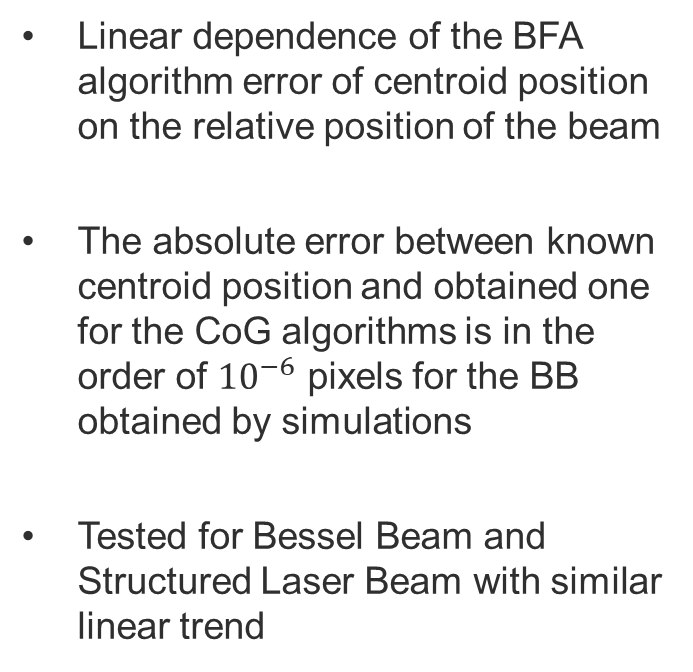 • Linear dependence of the BFA
algorithm error of centroid position
on the relative position of the beam
• The absolute error between known
centroid position and obtained one
for the CoG algorithms is in the
order of 10⁻⁶ pixels for the BB
obtained by simulations
• Tested for Bessel Beam and
Structured Laser Beam with similar
linear trend